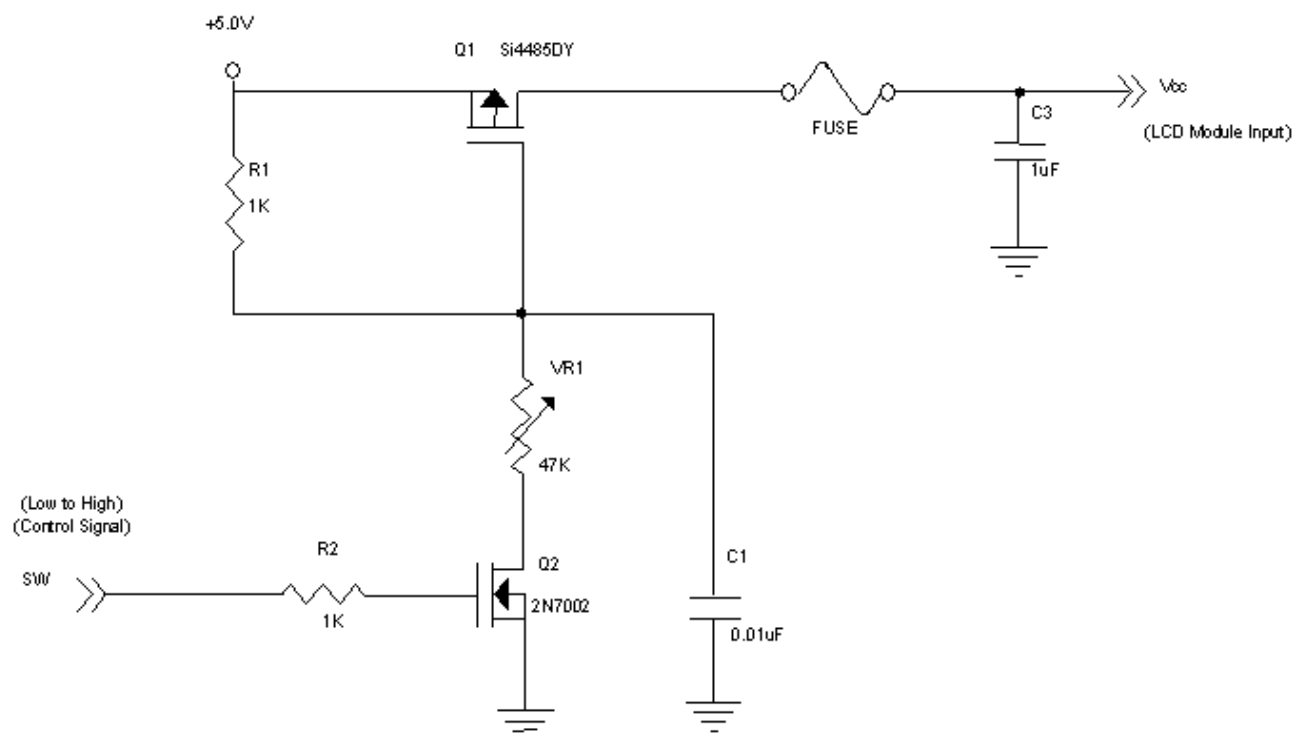 +5.0V
Q1 Si4485DY
Vcc
FUSE
C3
(LCD Module Input)
R1
1uF
1K
VR1
47K
(Low to High)
(Control Signal)
R2
Q2
C1
SW
2N7002
1K
0.01uF